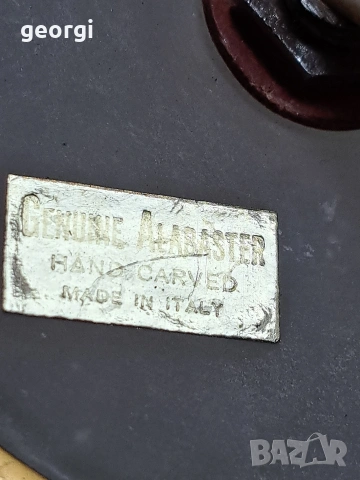 georgi
GENUINE ALABASTER
HAND CARVED
MADE IN ITALY
BAZAR